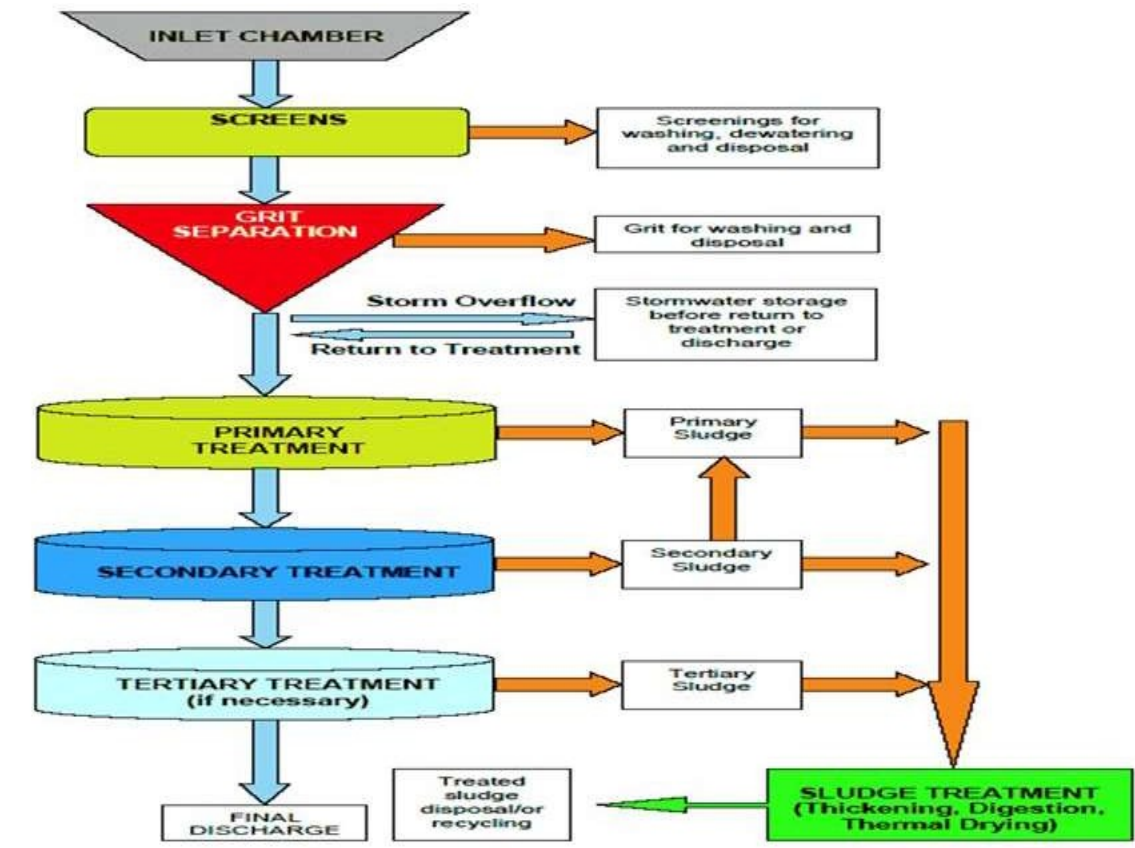 INLET CHAMBER
SCREENS
Screenings for
washing, dewatering
and disposal
GRIT
SEPARATION
Grit for washing and
disposal
Storm Overflow
Return to Treatment
Stormwater storage
before return to
treatment or
discharge
PRIMARY
TREATMENT
Primary
Sludge
SECONDARY TREATMENT
Secondary
Sludge
TERTIARY TREATMENT
(if necessary)
Tertiary
Sludge
FINAL
DISCHARGE
Treated
sludge
disposal/or
recycling
SLUDGE TREATMENT
(Thickening, Digestion,
Thermal Drying)